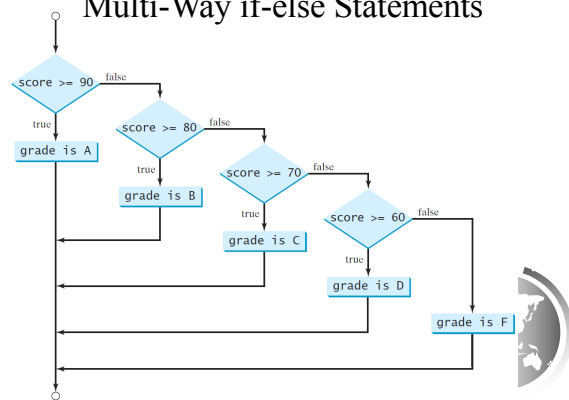 Multi-Way if-else Statements
score >= 90
false
true
grade is A
score >= 80
false
true
grade is B
score >= 70
false
true
grade is C
score >= 60
false
true
grade is D
grade is F